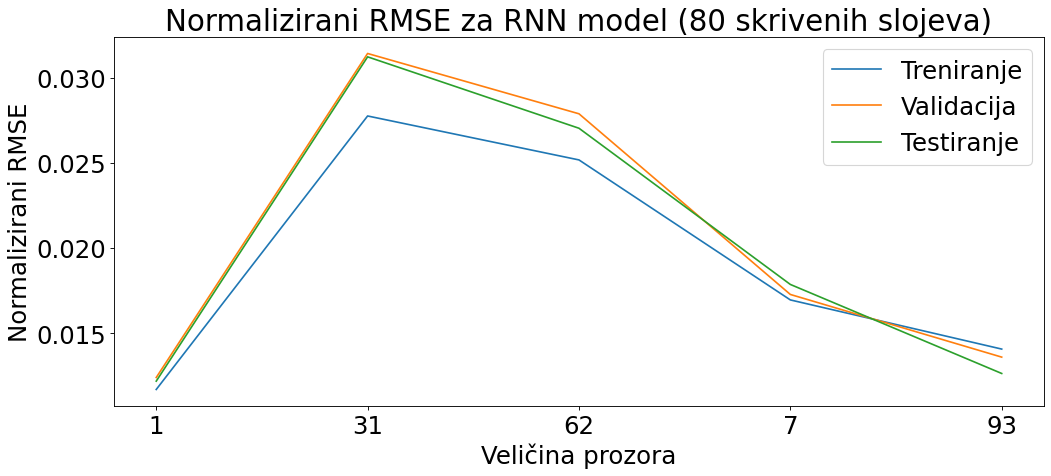 Normalizirani RMSE za RNN model (80 skrivenih slojeva)
Normalizirani RMSE
0.030
0.025
0.020
0.015
Treniranje
Validacija
Testiranje
1 31 62 7 93
Veličina prozora